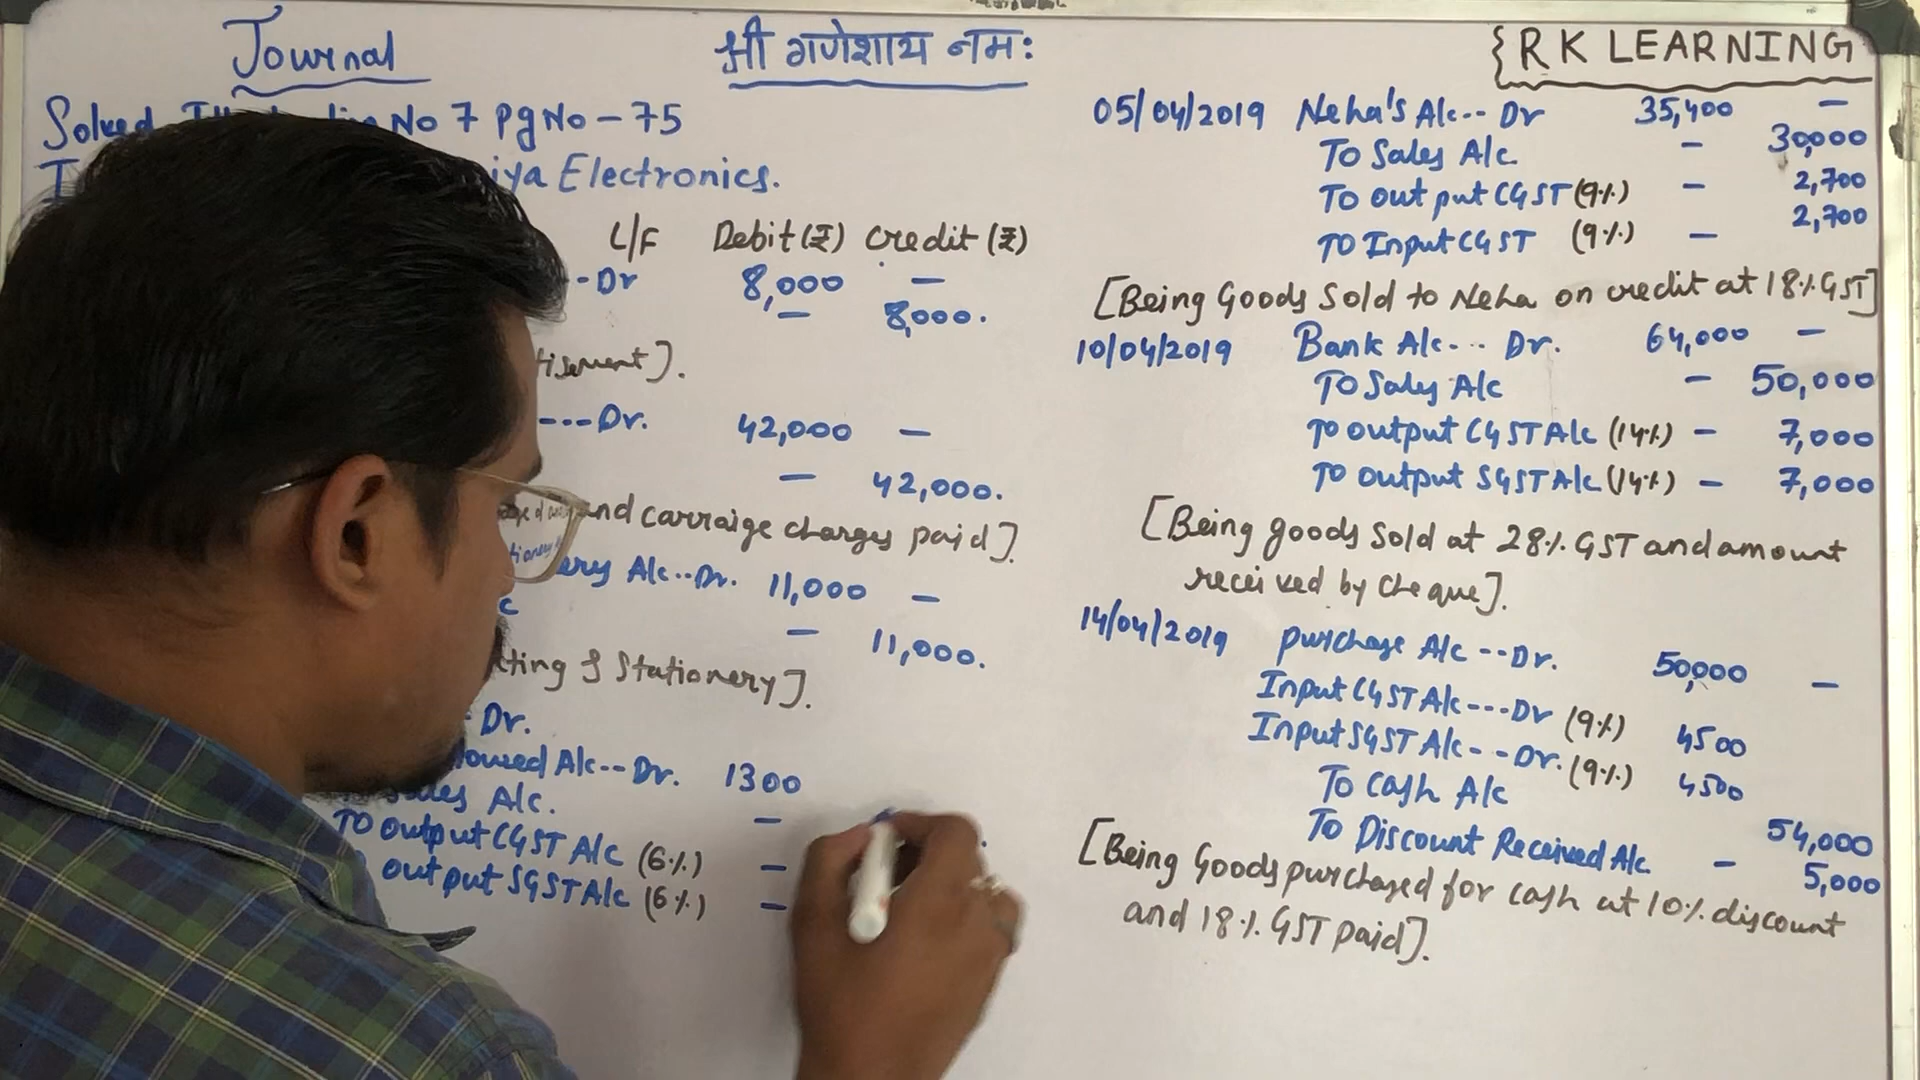 Journal
श्री गणेशाय नमः
{RK LEARNING
Solved No 7 Pg No - 75
iya Electronics.
L/F Debit (₹) Credit (₹)
--Dr 8,000 —
— 8,000.
tisement].
---Dr. 42,000 —
— 42,000.
and carraige charges paid].
ery A/c..Dr. 11,000 —
— 11,000.
ting & Stationery].
Dr.
lowed A/c--Dr. 1300
Sales A/c. —
TO output CGST A/c (6%) —
output SGST A/c (6%) —
05/04/2019 Neha's A/c-- Dr 35,400 —
To Sales A/c — 30,000
To out put CGST (9%) — 2,700
TO Input CGST (9%) — 2,700
[Being Goods Sold to Neha on credit at 18% GST]
10/04/2019 Bank A/c-.. Dr. 64,000 —
TO Sales A/c — 50,000
TO output CGST A/c (14%) — 7,000
TO output SGST A/c (14%) — 7,000
[Being goods Sold at 28% GST and amount
received by Cheque].
14/04/2019 purchase A/c --Dr. 50,000 —
Input CGST A/c---Dr (9%) 4500
Input SGST A/c---Dr. (9%) 4500
To Cash A/c 54,000
To Discount Received A/c — 5,000
[Being Goods purchased for cash at 10% discount
and 18% GST paid].